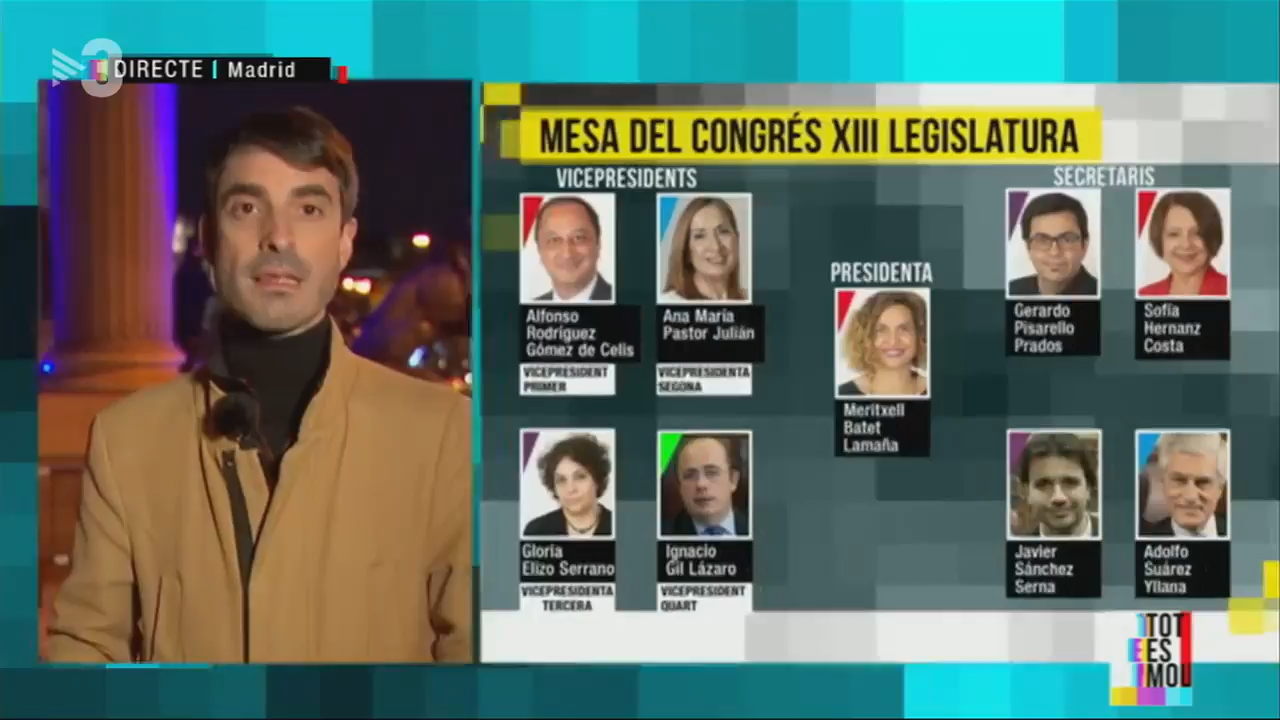 3
DIRECTE | Madrid
MESA DEL CONGRÉS XIII LEGISLATURA
VICEPRESIDENTS
Alfonso
Rodríguez
Gómez de Celis
VICEPRESIDENT
PRIMER
Ana María
Pastor Julián
VICEPRESIDENTA
SEGONA
Gloria
Elizo Serrano
VICEPRESIDENTA
TERCERA
Ignacio
Gil Lázaro
VICEPRESIDENT
QUART
PRESIDENTA
Meritxell
Batet
Lamaña
SECRETARIS
Gerardo
Pisarello
Prados
Sofía
Hernanz
Costa
Javier
Sánchez
Serna
Adolfo
Suárez
Yllana
TOT
ES
MOU